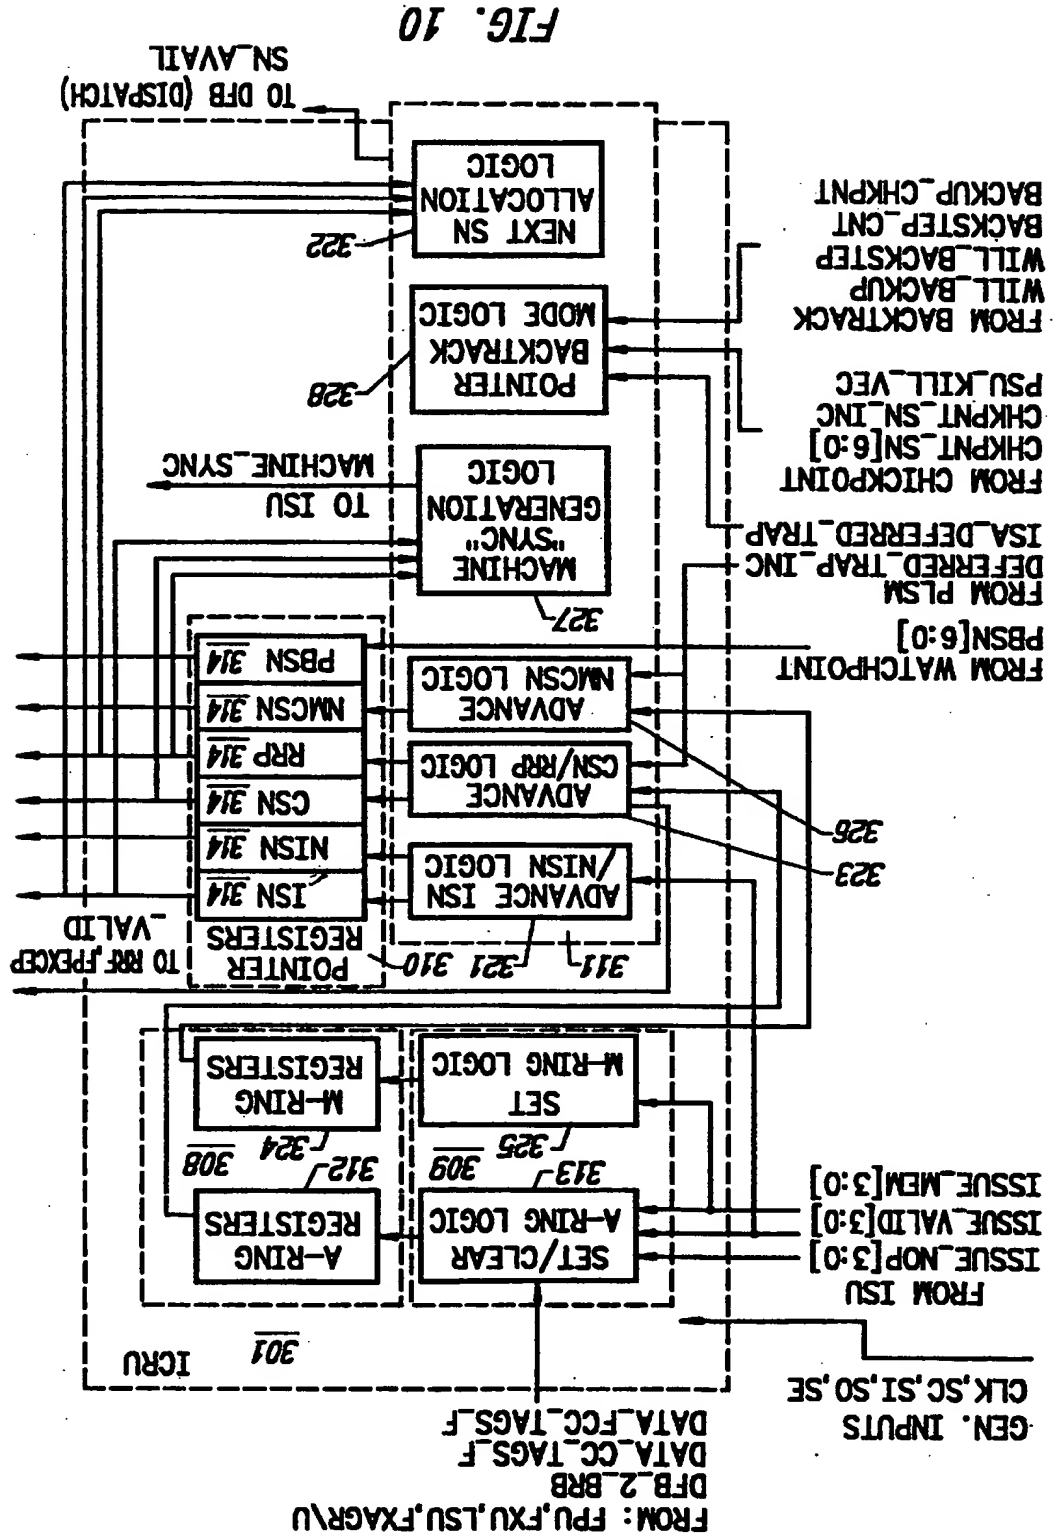 FROM: FPU,FXU,LSU,FXAGR/U
DFB_2_BRB
DATA_CC_TAGS_F
DATA_FCC_TAGS_F
GEN. INPUTS
CLK,SC,SI,SO,SE
ICRU
301
FROM ISU
ISSUE_NOP[3:0]
ISSUE_VALID[3:0]
ISSUE_MEM[3:0]
SET/CLEAR
A-RING LOGIC
313
309
A-RING
REGISTERS
312
308
SET
M-RING LOGIC
325
M-RING
REGISTERS
324
311
321
310
POINTER
REGISTERS
TO RRF,FPEXCEP
_VALID
ADVANCE ISN
/NISN LOGIC
323
326
ADVANCE
CSN/RRP LOGIC
ADVANCE
NMCSN LOGIC
ISN 314
NISN 314
CSN 314
RRP 314
NMCSN 314
PBSN 314
FROM WATCHPOINT
PBSN[6:0]
FROM PLSM
DEFERRED_TRAP_INC
ISA_DEFERRED_TRAP
327
MACHINE
"SYNC"
GENERATION
LOGIC
TO ISU
MACHINE_SYNC
FROM CHICKPOINT
CHKPNT_SN[6:0]
CHKPNT_SN_INC
PSU_KILL_VEC
POINTER
BACKTRACK
MODE LOGIC
328
FROM BACKTRACK
WILL_BACKUP
WILL_BACKSTEP
BACKSTEP_CNT
BACKUP_CHKPNT
NEXT SN
ALLOCATION
LOGIC
322
TO DFB (DISPATCH)
SN_AVAIL
FIG. 10